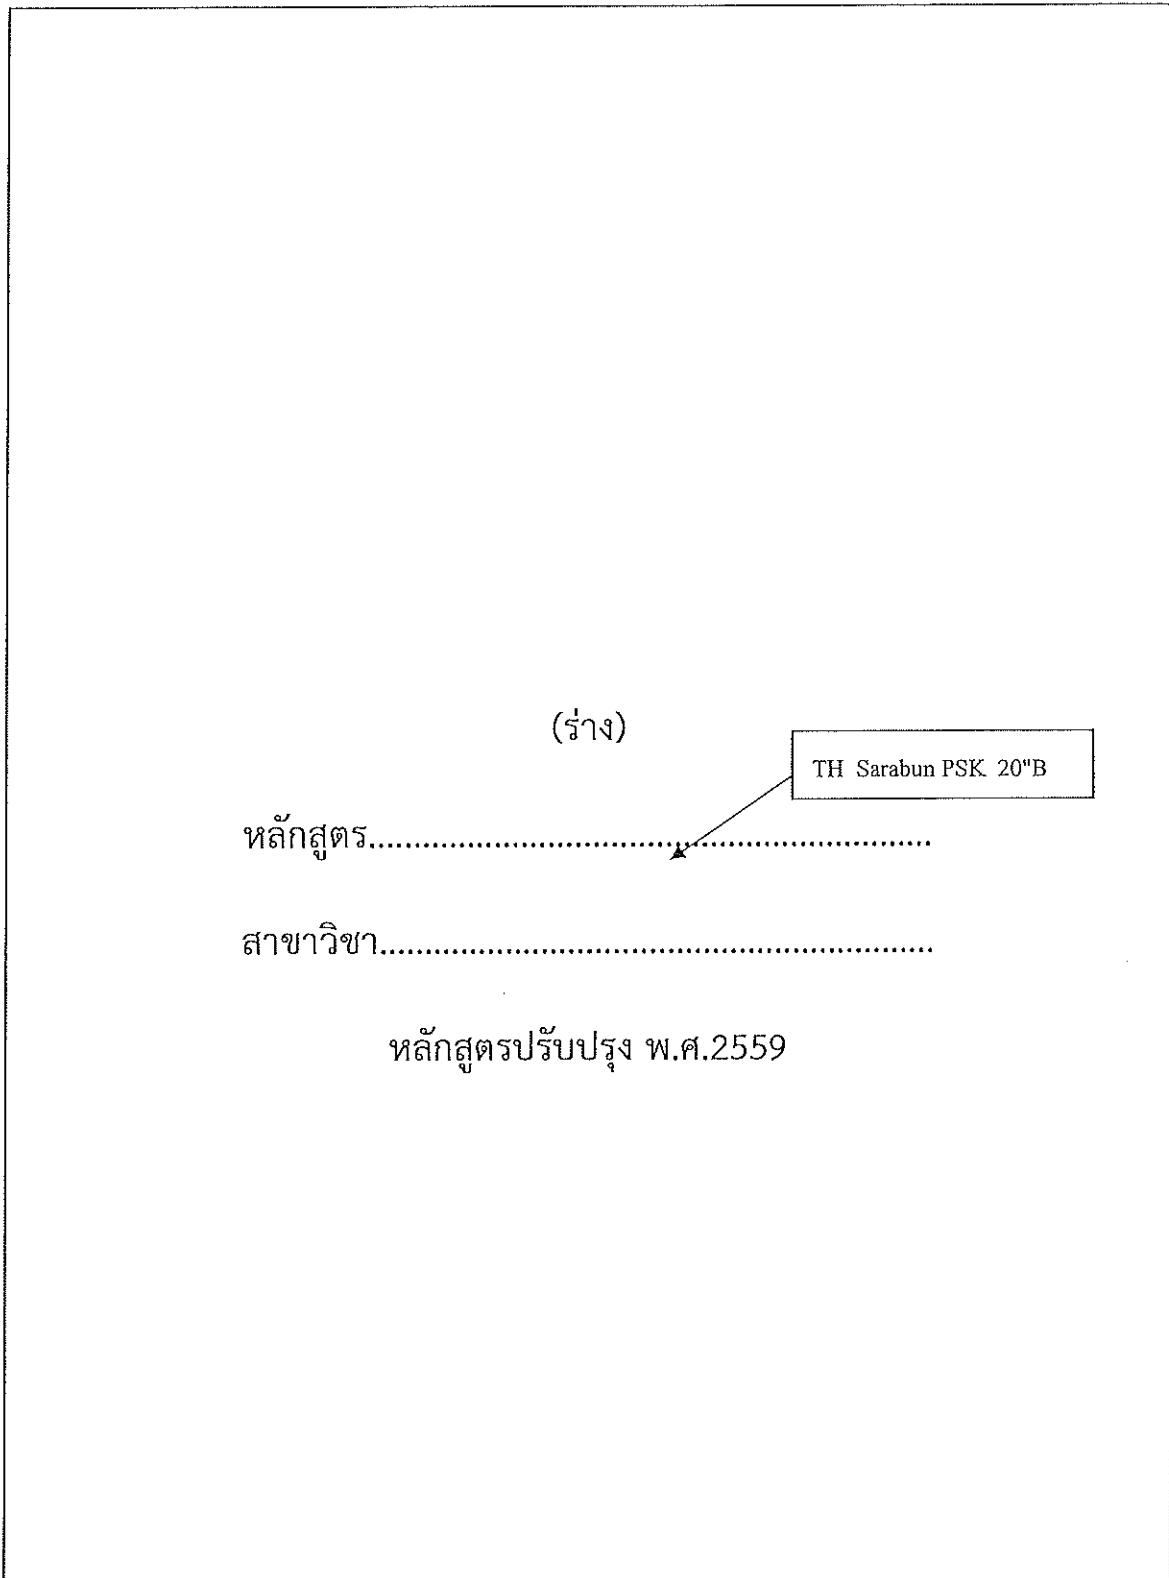 (ร่าง)
TH Sarabun PSK 20"B
หลักสูตร..............................................................
สาขาวิชา.............................................................
หลักสูตรปรับปรุง พ.ศ.2559